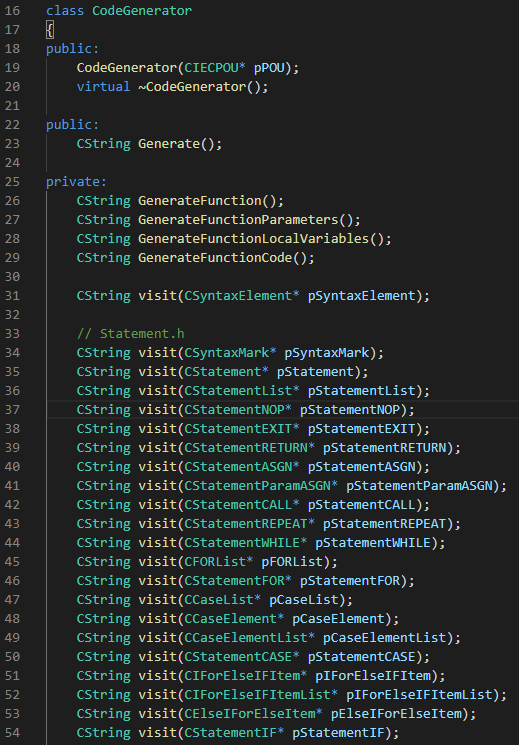 16 class CodeGenerator
17 {
18 public:
19     CodeGenerator(CIECPOU* pPOU);
20     virtual ~CodeGenerator();
21
22 public:
23     CString Generate();
24
25 private:
26     CString GenerateFunction();
27     CString GenerateFunctionParameters();
28     CString GenerateFunctionLocalVariables();
29     CString GenerateFunctionCode();
30
31     CString visit(CSyntaxElement* pSyntaxElement);
32
33     // Statement.h
34     CString visit(CSyntaxMark* pSyntaxMark);
35     CString visit(CStatement* pStatement);
36     CString visit(CStatementList* pStatementList);
37     CString visit(CStatementNOP* pStatementNOP);
38     CString visit(CStatementEXIT* pStatementEXIT);
39     CString visit(CStatementRETURN* pStatementRETURN);
40     CString visit(CStatementASGN* pStatementASGN);
41     CString visit(CStatementParamASGN* pStatementParamASGN);
42     CString visit(CStatementCALL* pStatementCALL);
43     CString visit(CStatementREPEAT* pStatementREPEAT);
44     CString visit(CStatementWHILE* pStatementWHILE);
45     CString visit(CFORList* pFORList);
46     CString visit(CStatementFOR* pStatementFOR);
47     CString visit(CCaseList* pCaseList);
48     CString visit(CCaseElement* pCaseElement);
49     CString visit(CCaseElementList* pCaseElementList);
50     CString visit(CStatementCASE* pStatementCASE);
51     CString visit(CIForElseIFItem* pIForElseIFItem);
52     CString visit(CIForElseIFItemList* pIForElseIFItemList);
53     CString visit(CElseIForElseItem* pElseIForElseItem);
54     CString visit(CStatementIF* pStatementIF);